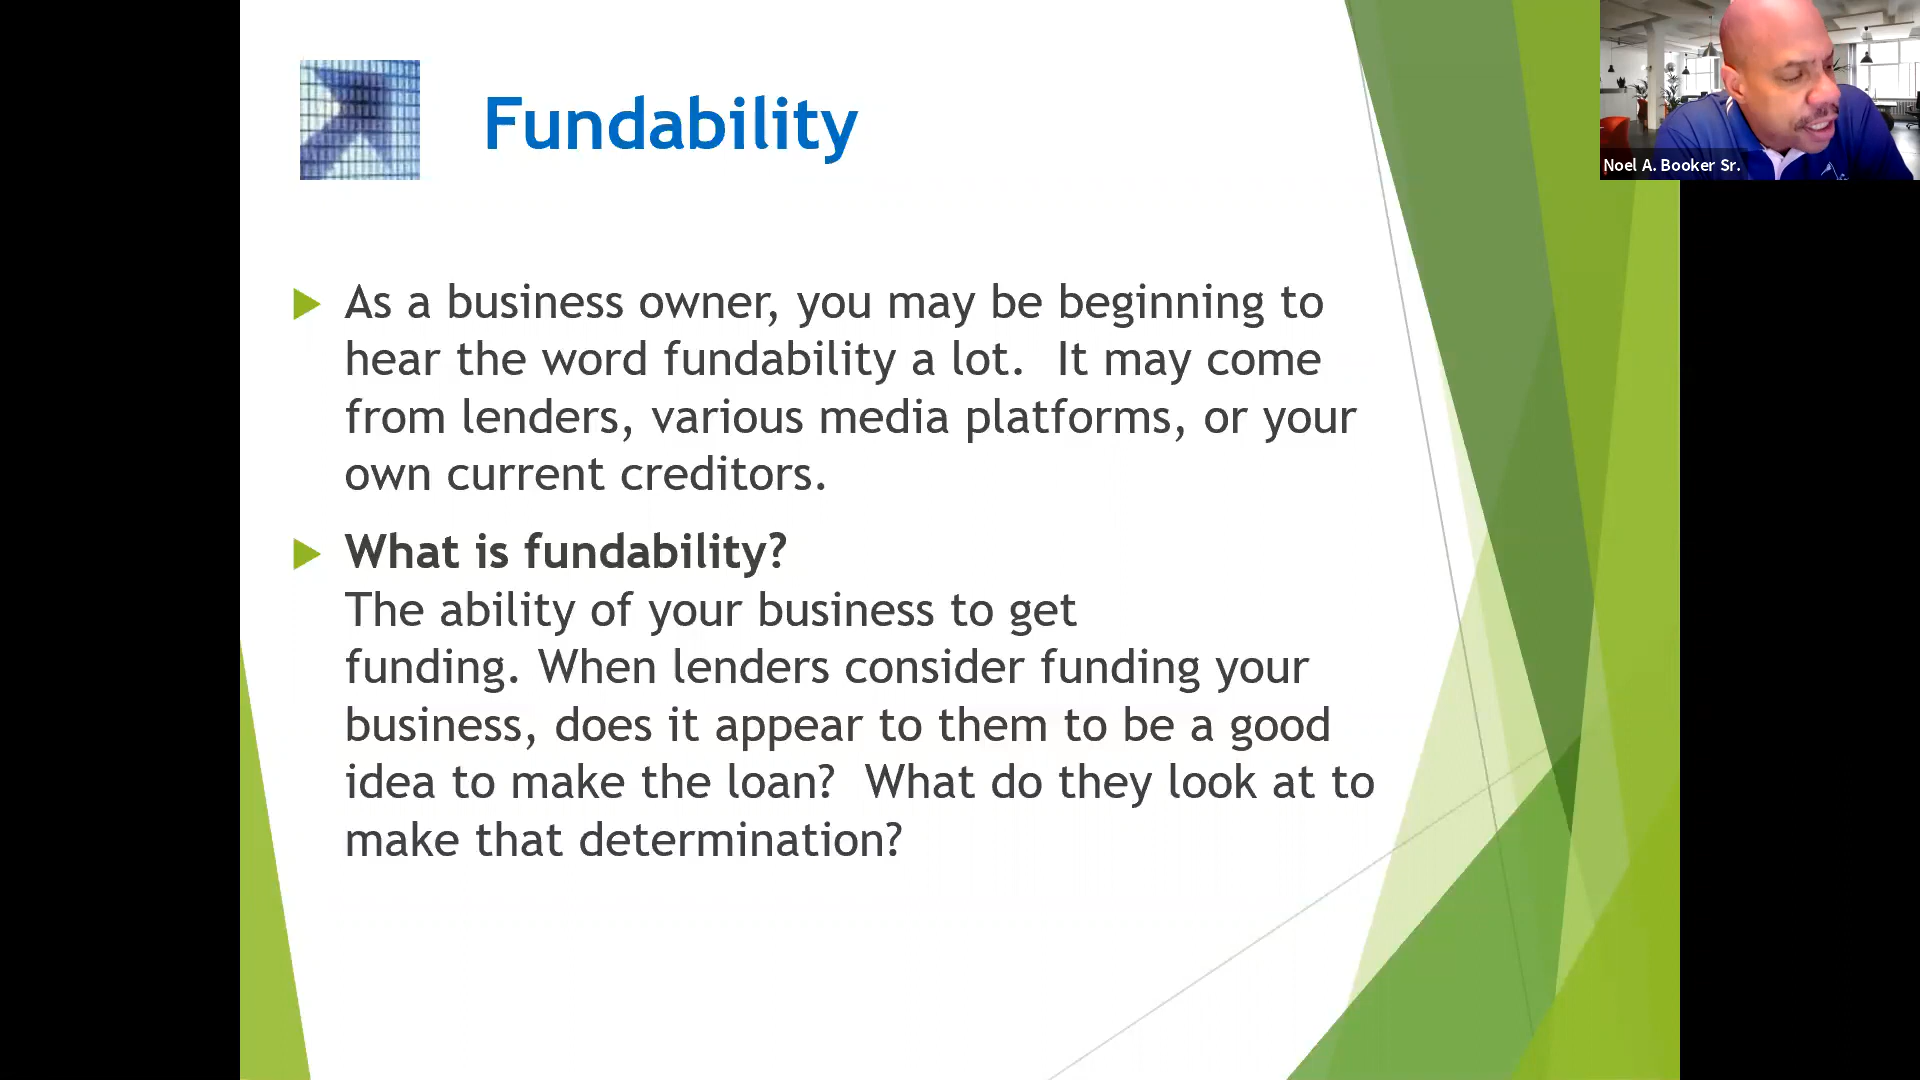 Fundability
Noel A. Booker Sr.
As a business owner, you may be beginning to
hear the word fundability a lot.  It may come
from lenders, various media platforms, or your
own current creditors.
What is fundability?
The ability of your business to get
funding. When lenders consider funding your
business, does it appear to them to be a good
idea to make the loan?  What do they look at to
make that determination?